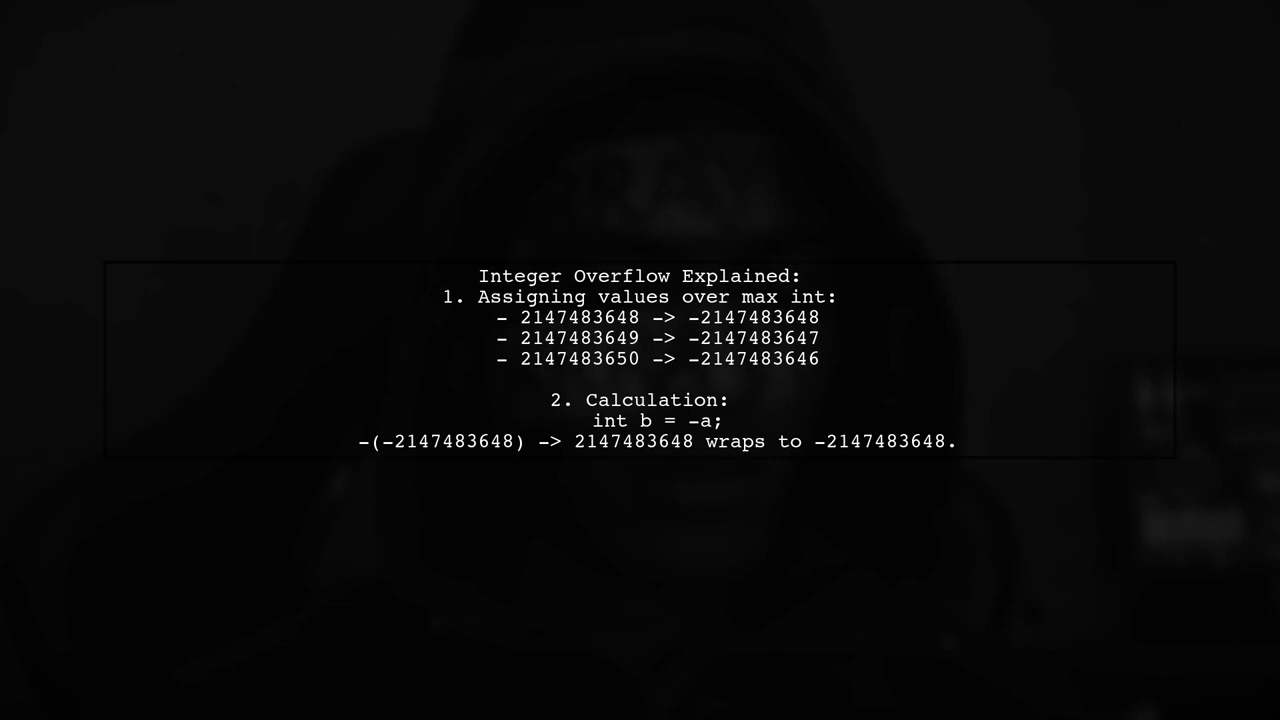 Integer Overflow Explained:
1. Assigning values over max int:
- 2147483648 -> -2147483648
- 2147483649 -> -2147483647
- 2147483650 -> -2147483646
2. Calculation:
int b = -a;
-(-2147483648) -> 2147483648 wraps to -2147483648.